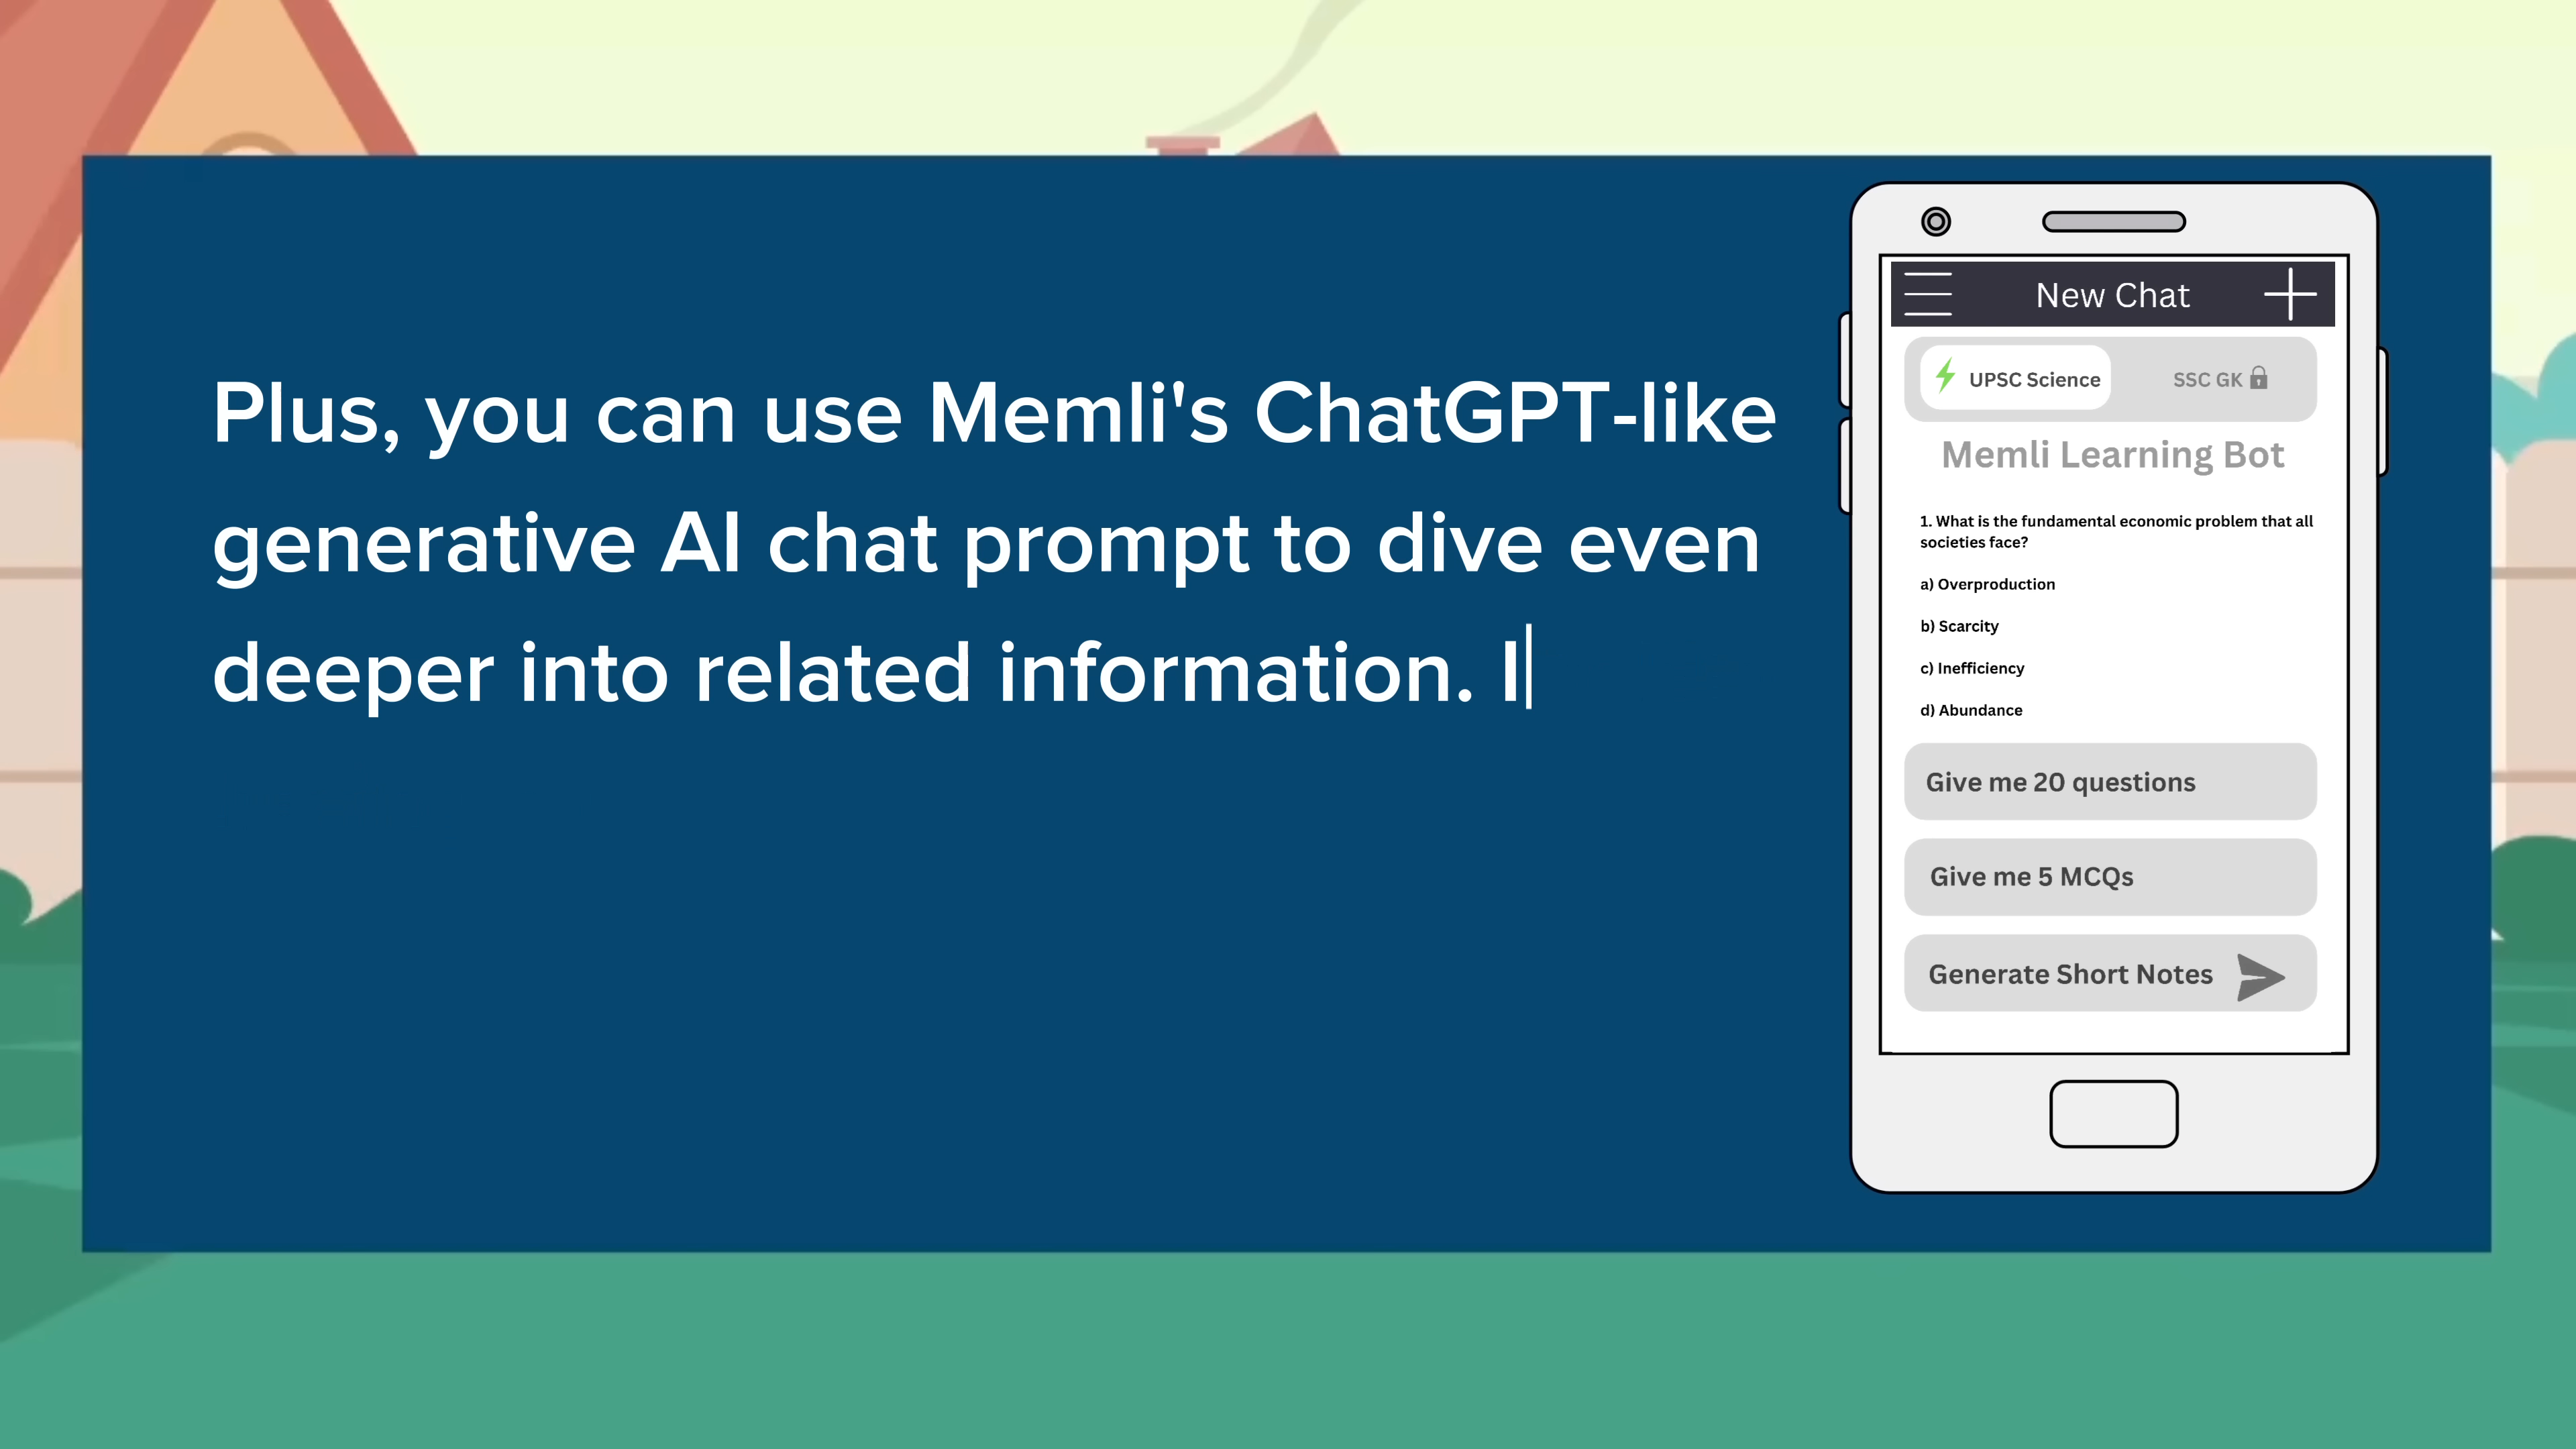 Plus, you can use Memli's ChatGPT-like
generative AI chat prompt to dive even
deeper into related information. I
New Chat
UPSC Science
SSC GK
Memli Learning Bot
1. What is the fundamental economic problem that all
societies face?
a) Overproduction
b) Scarcity
c) Inefficiency
d) Abundance
Give me 20 questions
Give me 5 MCQs
Generate Short Notes